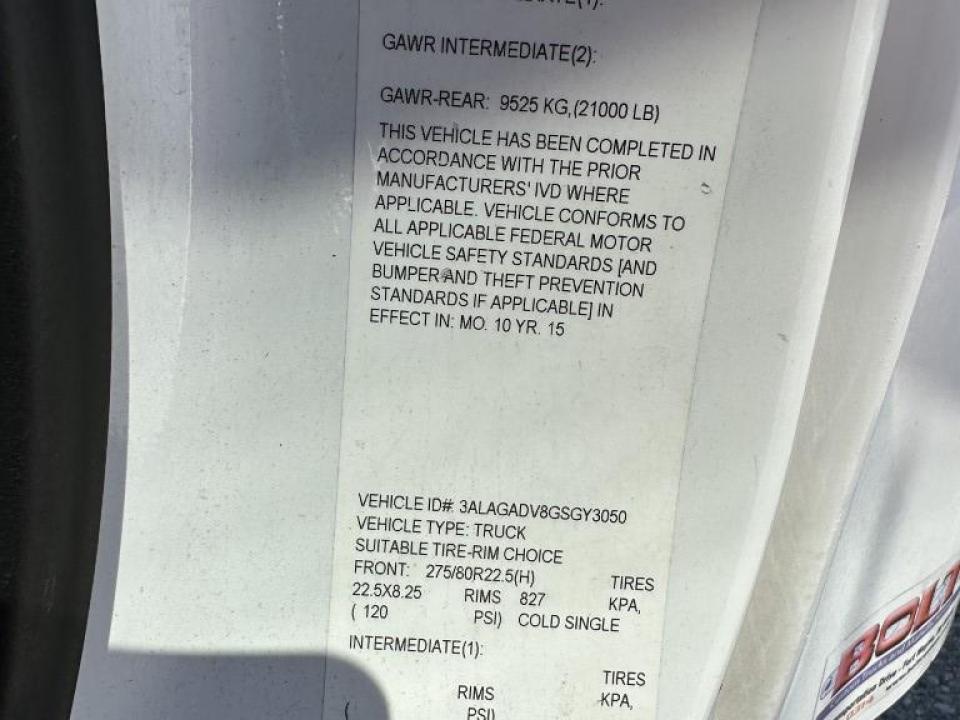 GAWR INTERMEDIATE(2):
GAWR-REAR: 9525 KG,(21000 LB)
THIS VEHICLE HAS BEEN COMPLETED IN
ACCORDANCE WITH THE PRIOR
MANUFACTURERS' IVD WHERE
APPLICABLE. VEHICLE CONFORMS TO
ALL APPLICABLE FEDERAL MOTOR
VEHICLE SAFETY STANDARDS [AND
BUMPER AND THEFT PREVENTION
STANDARDS IF APPLICABLE] IN
EFFECT IN: MO. 10 YR. 15
VEHICLE ID#: 3ALAGADV8GSGY3050
VEHICLE TYPE: TRUCK
SUITABLE TIRE-RIM CHOICE
FRONT: 275/80R22.5(H) TIRES
22.5X8.25 RIMS 827 KPA,
( 120 PSI) COLD SINGLE
INTERMEDIATE(1):
TIRES
RIMS KPA,
PSI)
BOLT